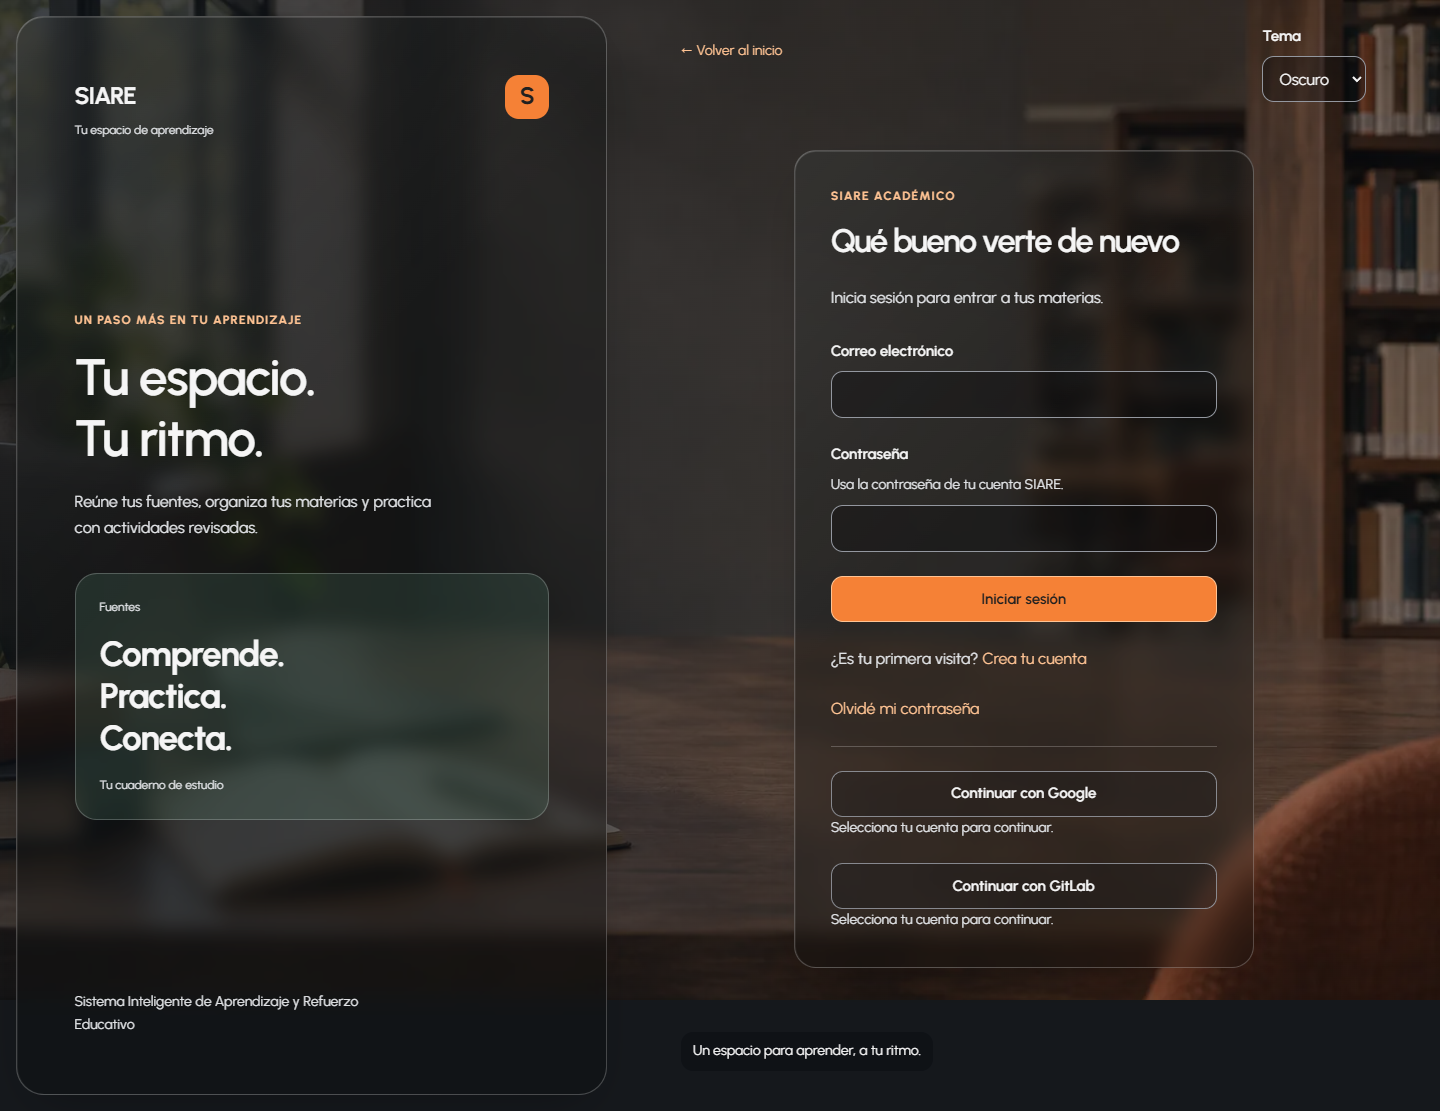 SIARE
S
Tu espacio de aprendizaje
UN PASO MÁS EN TU APRENDIZAJE
Tu espacio.
Tu ritmo.
Reúne tus fuentes, organiza tus materias y practica
con actividades revisadas.
Fuentes
Comprende.
Practica.
Conecta.
Tu cuaderno de estudio
Sistema Inteligente de Aprendizaje y Refuerzo
Educativo
← Volver al inicio
Tema
Oscuro
SIARE ACADÉMICO
Qué bueno verte de nuevo
Inicia sesión para entrar a tus materias.
Correo electrónico
Contraseña
Usa la contraseña de tu cuenta SIARE.
Iniciar sesión
¿Es tu primera visita? Crea tu cuenta
Olvidé mi contraseña
Continuar con Google
Selecciona tu cuenta para continuar.
Continuar con GitLab
Selecciona tu cuenta para continuar.
Un espacio para aprender, a tu ritmo.